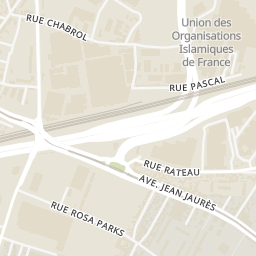 Union des
Organisations
Islamiques
de France
RUE CHABROL
RUE PASCAL
RUE RATEAU
AVE. JEAN JAURÈS
RUE ROSA PARKS